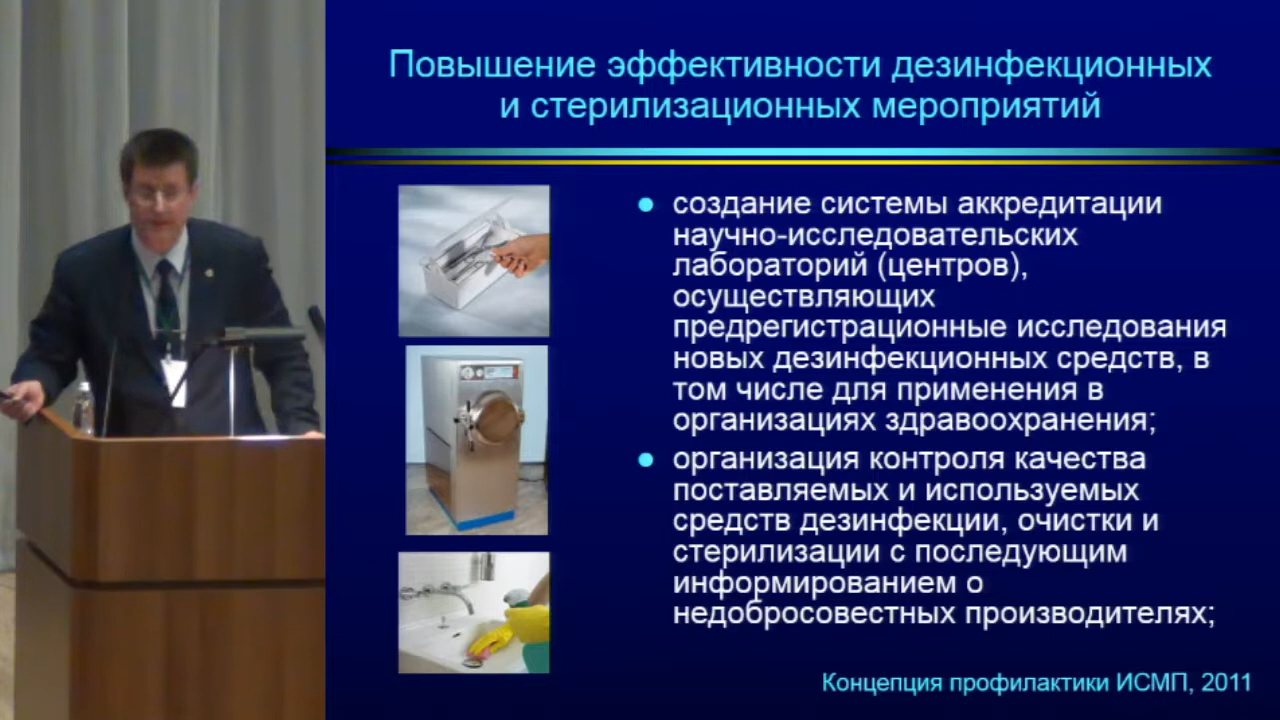 Повышение эффективности дезинфекционных
и стерилизационных мероприятий
● создание системы аккредитации
научно-исследовательских
лабораторий (центров),
осуществляющих
предрегистрационные исследования
новых дезинфекционных средств, в
том числе для применения в
организациях здравоохранения;
● организация контроля качества
поставляемых и используемых
средств дезинфекции, очистки и
стерилизации с последующим
информированием о
недобросовестных производителях;
Концепция профилактики ИСМП, 2011